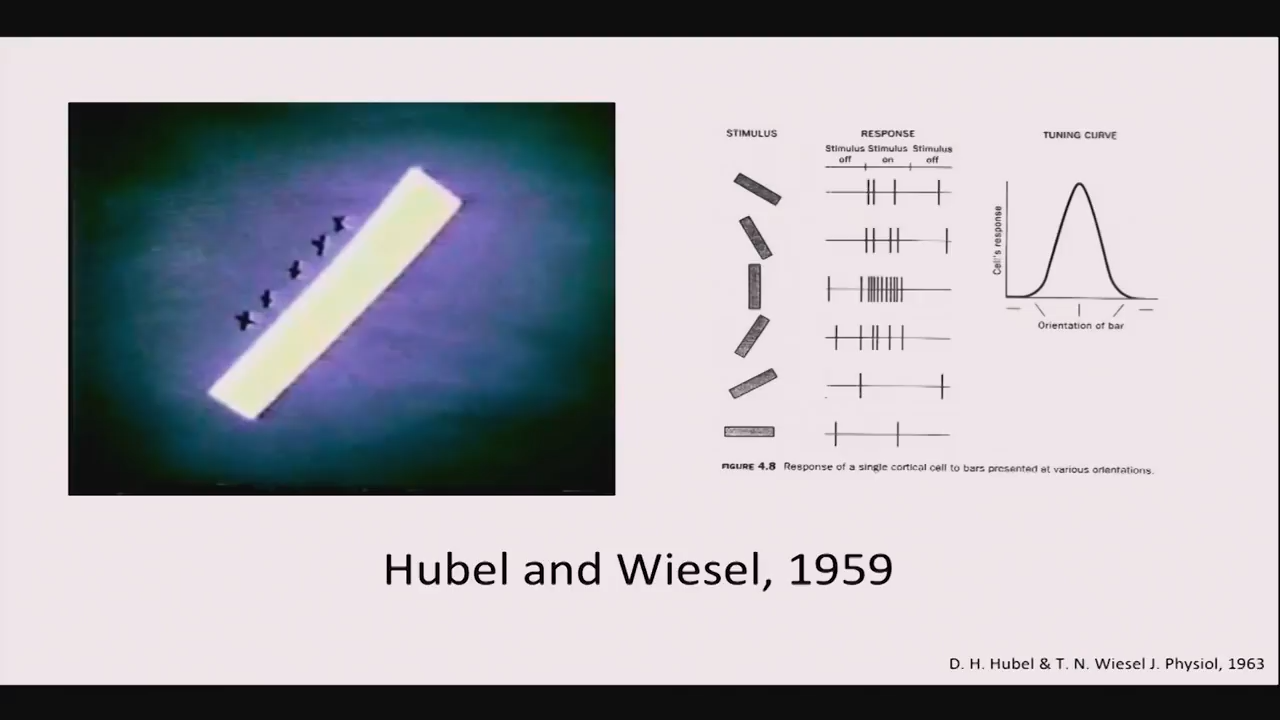 STIMULUS
RESPONSE
TUNING CURVE
Stimulus Stimulus Stimulus
off on off
Cell's response
Orientation of bar
FIGURE 4.8 Response of a single cortical cell to bars presented at various orientations.
Hubel and Wiesel, 1959
D. H. Hubel & T. N. Wiesel J. Physiol, 1963